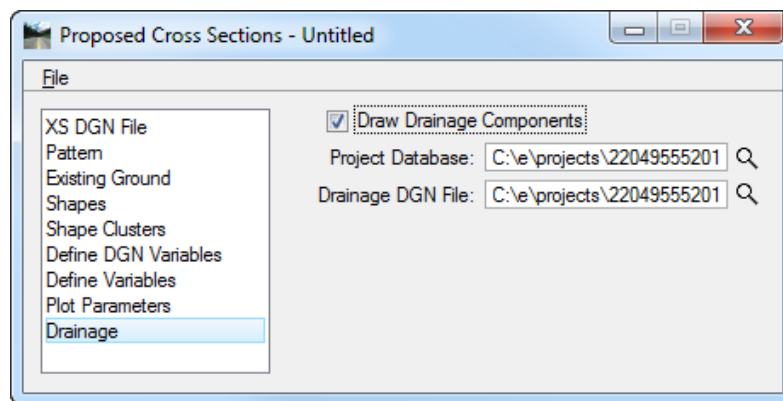 Proposed Cross Sections - Untitled
File
XS DGN File
Pattern
Existing Ground
Shapes
Shape Clusters
Define DGN Variables
Define Variables
Plot Parameters
Drainage
Draw Drainage Components
Project Database: C:\e\projects\22049555201
Drainage DGN File: C:\e\projects\22049555201